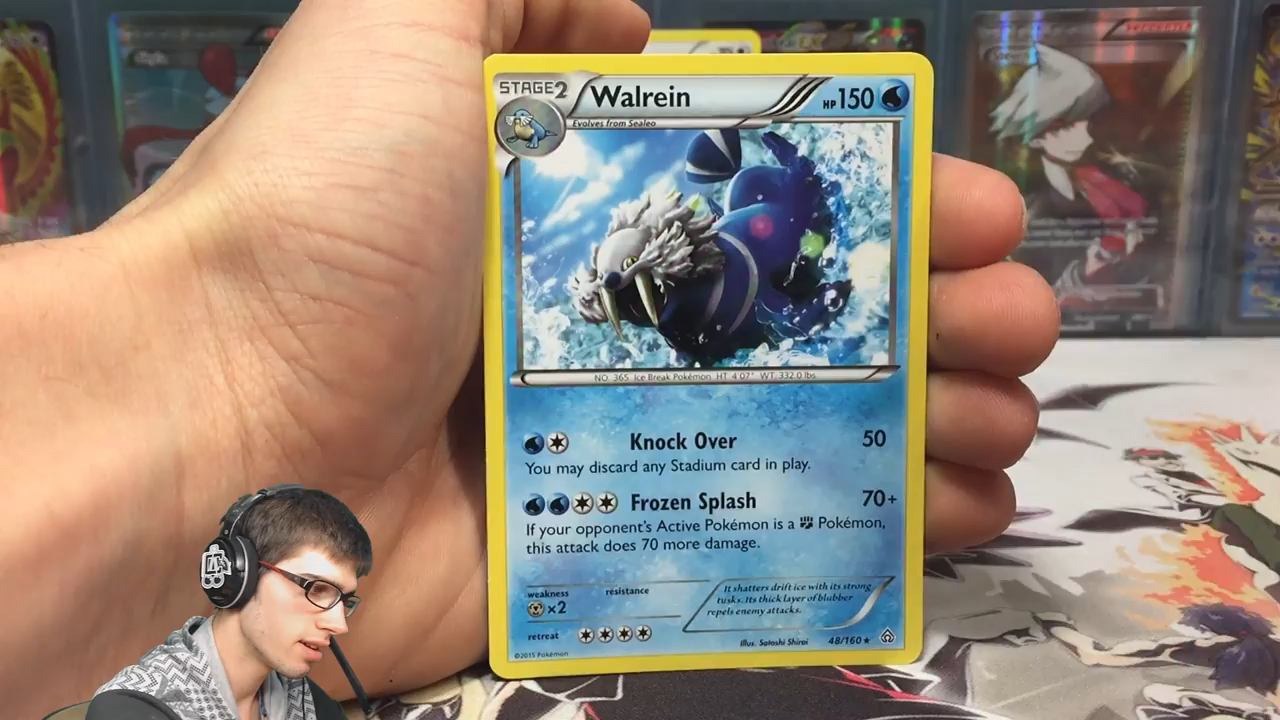 STAGE2
Walrein
HP 150
Evolves from Sealeo
NO. 365 Ice Break Pokémon HT 4'07" WT 332.0 lbs
Knock Over 50
You may discard any Stadium card in play.
Frozen Splash 70+
If your opponent's Active Pokémon is a Pokémon,
this attack does 70 more damage.
weakness
resistance
×2
It shatters drift ice with its strong
tusks. Its thick layer of blubber
repels enemy attacks.
retreat
Illus. Satoshi Shirai
48/160
©2015 Pokémon